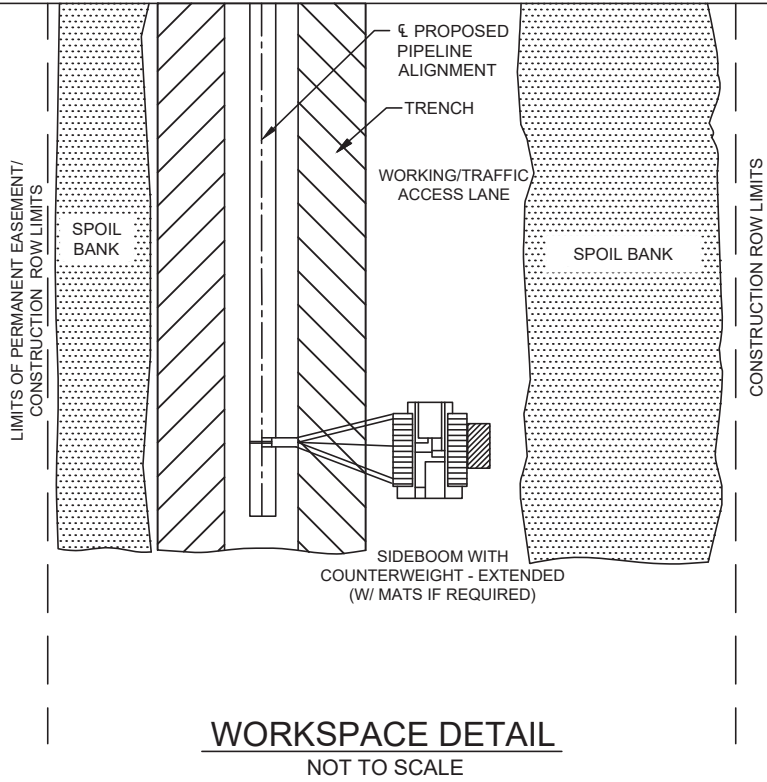 ℄ PROPOSED
PIPELINE
ALIGNMENT
TRENCH
WORKING/TRAFFIC
ACCESS LANE
LIMITS OF PERMANENT EASEMENT/
CONSTRUCTION ROW LIMITS
SPOIL
BANK
SPOIL BANK
CONSTRUCTION ROW LIMITS
SIDEBOOM WITH
COUNTERWEIGHT - EXTENDED
(W/ MATS IF REQUIRED)
WORKSPACE DETAIL
NOT TO SCALE